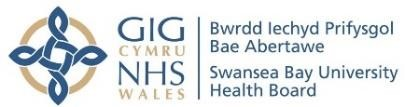 GIG
CYMRU
NHS
WALES
Bwrdd Iechyd Prifysgol
Bae Abertawe
Swansea Bay University
Health Board